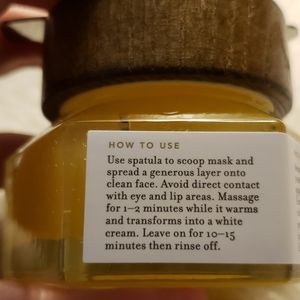 HOW TO USE
Use spatula to scoop mask and
spread a generous layer onto
clean face. Avoid direct contact
with eye and lip areas. Massage
for 1–2 minutes while it warms
and transforms into a white
cream. Leave on for 10–15
minutes then rinse off.